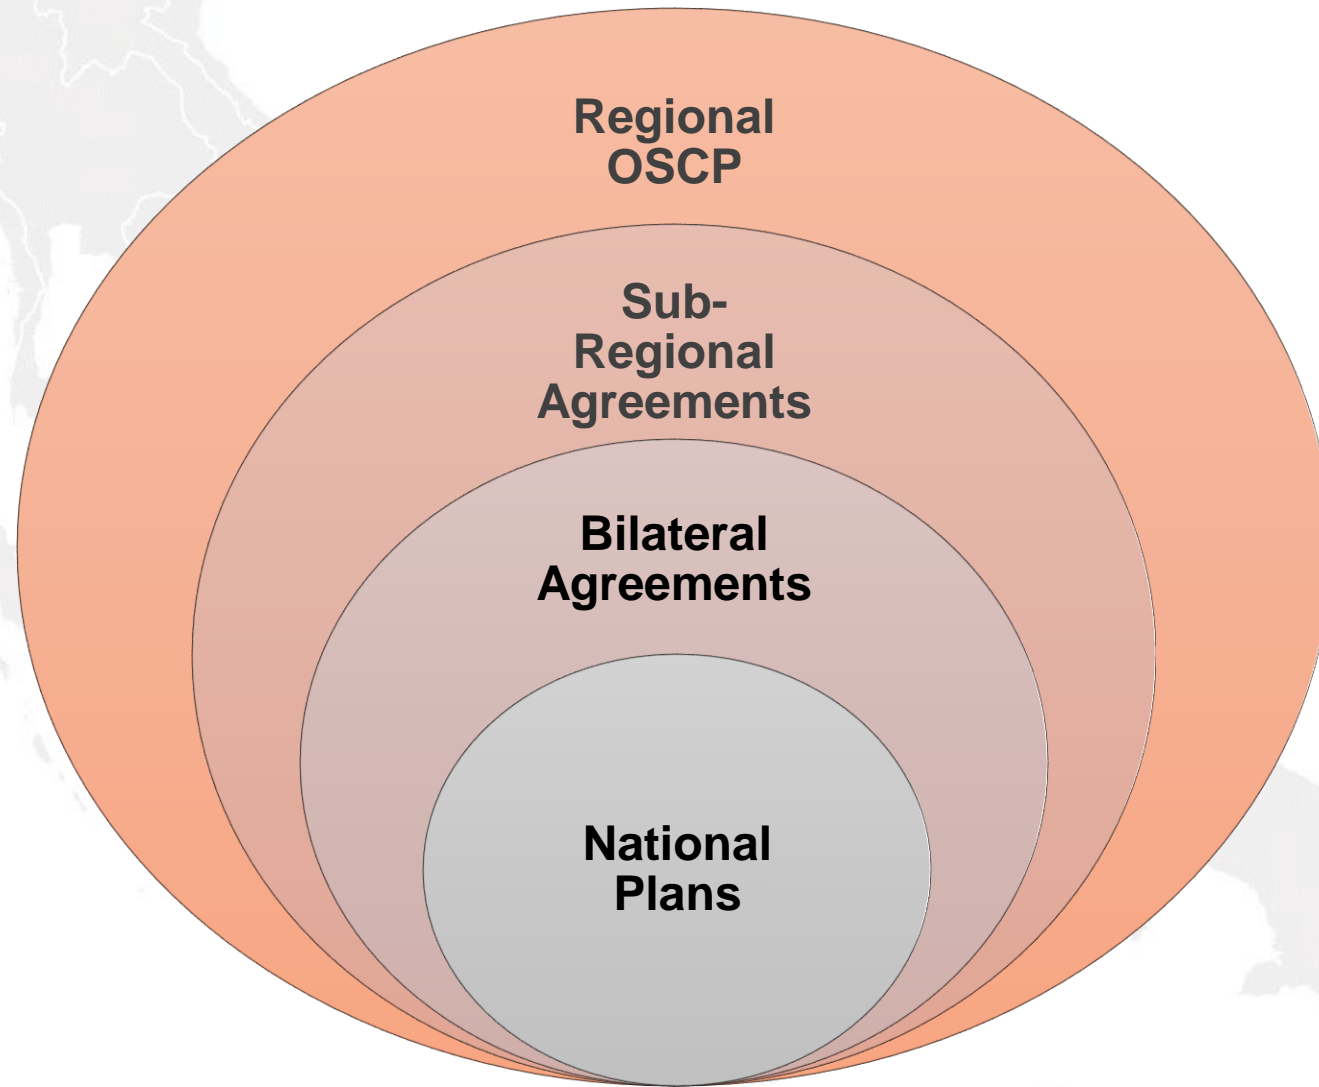 Regional
OSCP
Sub-
Regional
Agreements
Bilateral
Agreements
National
Plans